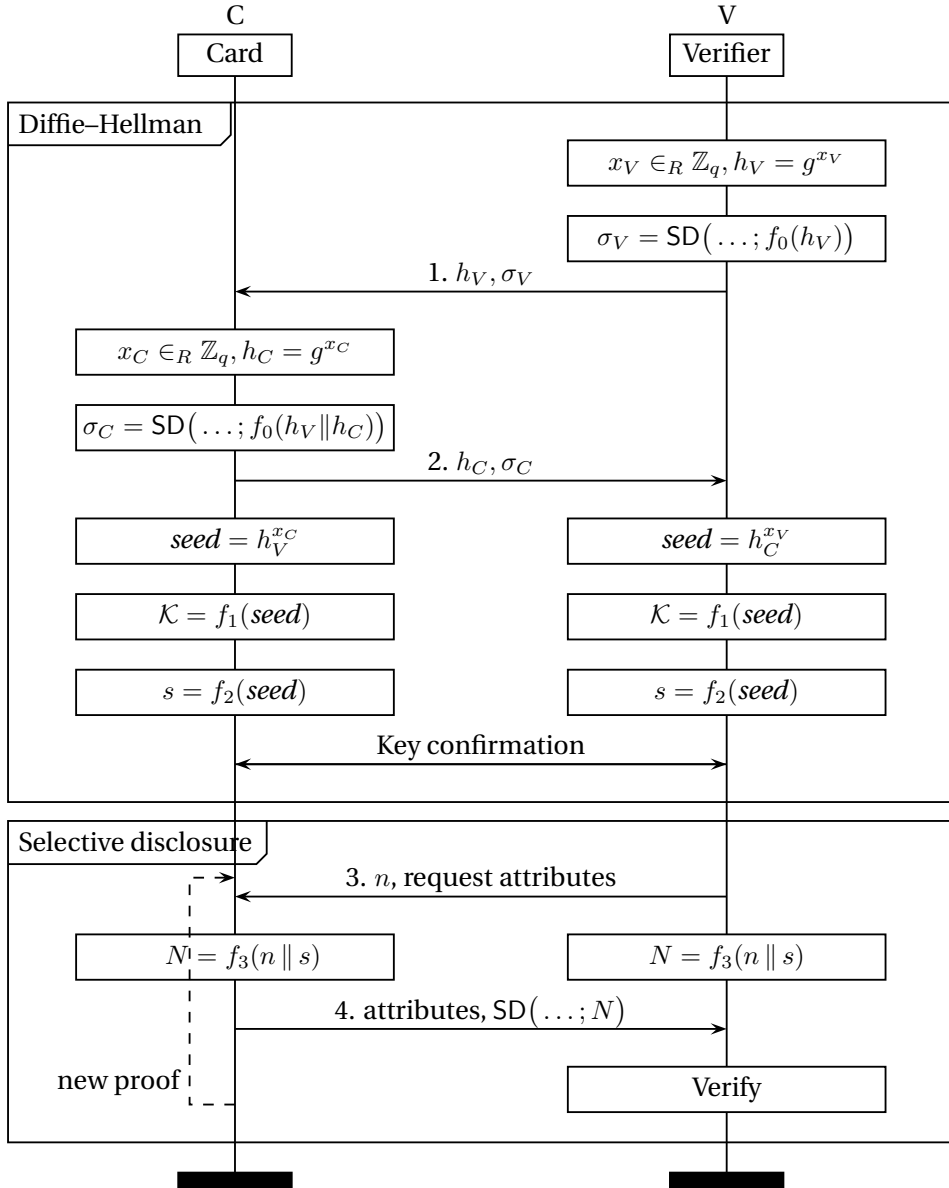 C V
Card Verifier
Diffie–Hellman
x_V ∈_R ℤ_q, h_V = g^{x_V}
σ_V = SD(…; f_0(h_V))
1. h_V, σ_V
x_C ∈_R ℤ_q, h_C = g^{x_C}
σ_C = SD(…; f_0(h_V‖h_C))
2. h_C, σ_C
seed = h_V^{x_C} seed = h_C^{x_V}
𝒦 = f_1(seed) 𝒦 = f_1(seed)
s = f_2(seed) s = f_2(seed)
Key confirmation
Selective disclosure
3. n, request attributes
N = f_3(n ‖ s) N = f_3(n ‖ s)
4. attributes, SD(…; N)
new proof Verify